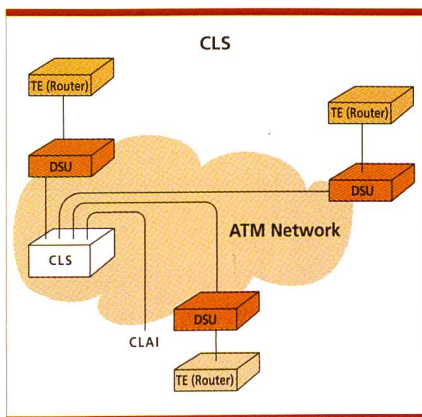 CLS
TE (Router)
TE (Router)
DSU
DSU
ATM Network
CLS
DSU
CLAI
TE (Router)